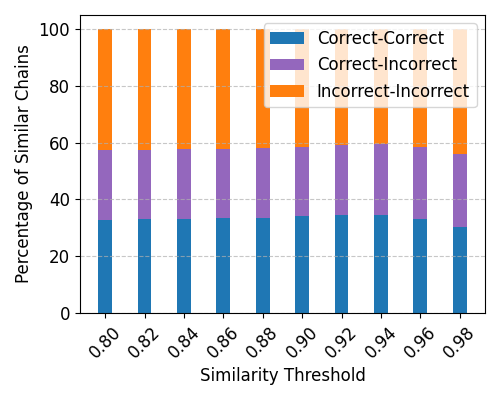 Correct-Correct
Correct-Incorrect
Incorrect-Incorrect
Percentage of Similar Chains
100
80
60
40
20
0
0.80 0.82 0.84 0.86 0.88 0.90 0.92 0.94 0.96 0.98
Similarity Threshold